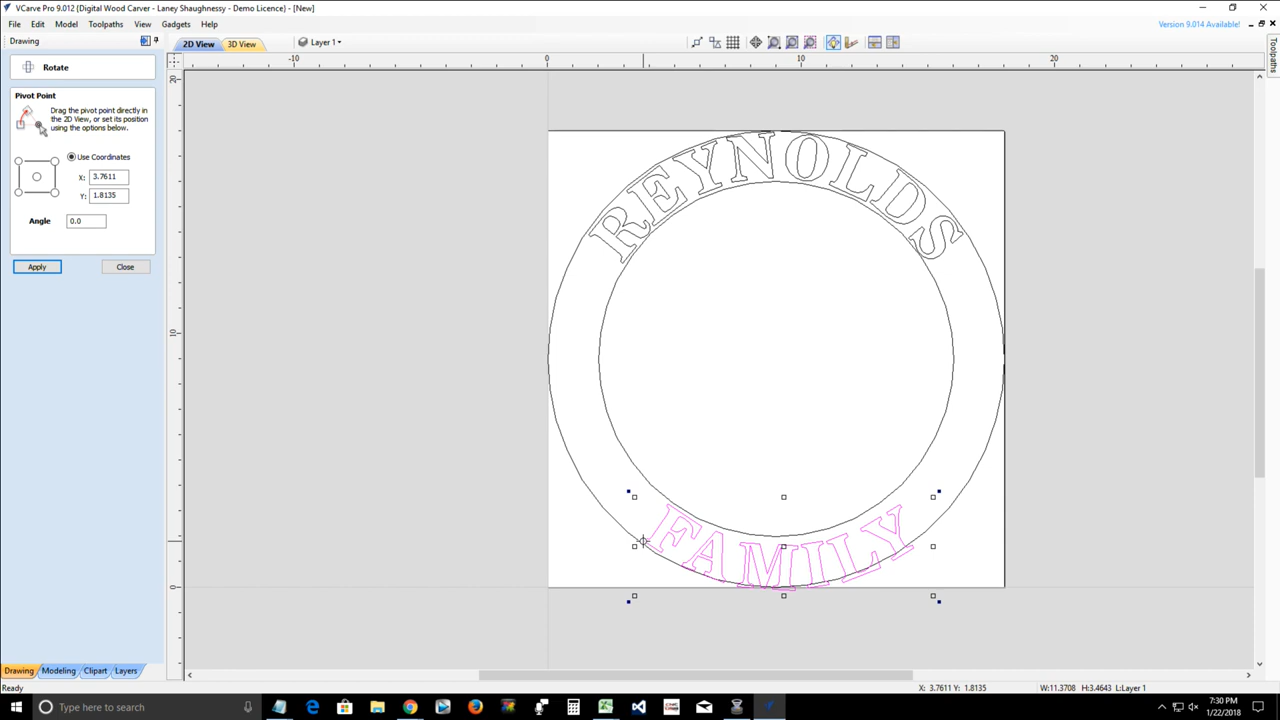 VCarve Pro 9.012 {Digital Wood Carver - Laney Shaughnessy - Demo Licence} - [New]
File Edit Model Toolpaths View Gadgets Help
Version 9.014 Available!
Drawing
2D View 3D View Layer 1
Toolpaths
Rotate
-10 0 10 20
20
Pivot Point
Drag the pivot point directly in
the 2D View, or set its position
using the options below.
Use Coordinates
X: 3.7611
Y: 1.8135
Angle 0.0
Apply Close
REYNOLDS
10
FAMILY
0
Drawing Modeling Clipart Layers
Ready
X: 3.7611 Y: 1.8135
W:11.3708 H:3.4643 L:Layer 1
Type here to search
7:30 PM
1/22/2018